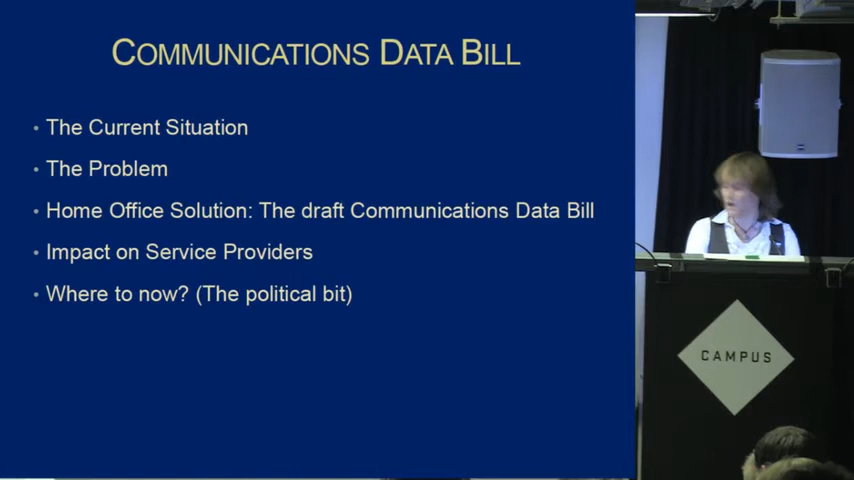 COMMUNICATIONS DATA BILL
• The Current Situation
• The Problem
• Home Office Solution: The draft Communications Data Bill
• Impact on Service Providers
• Where to now? (The political bit)
CAMPUS